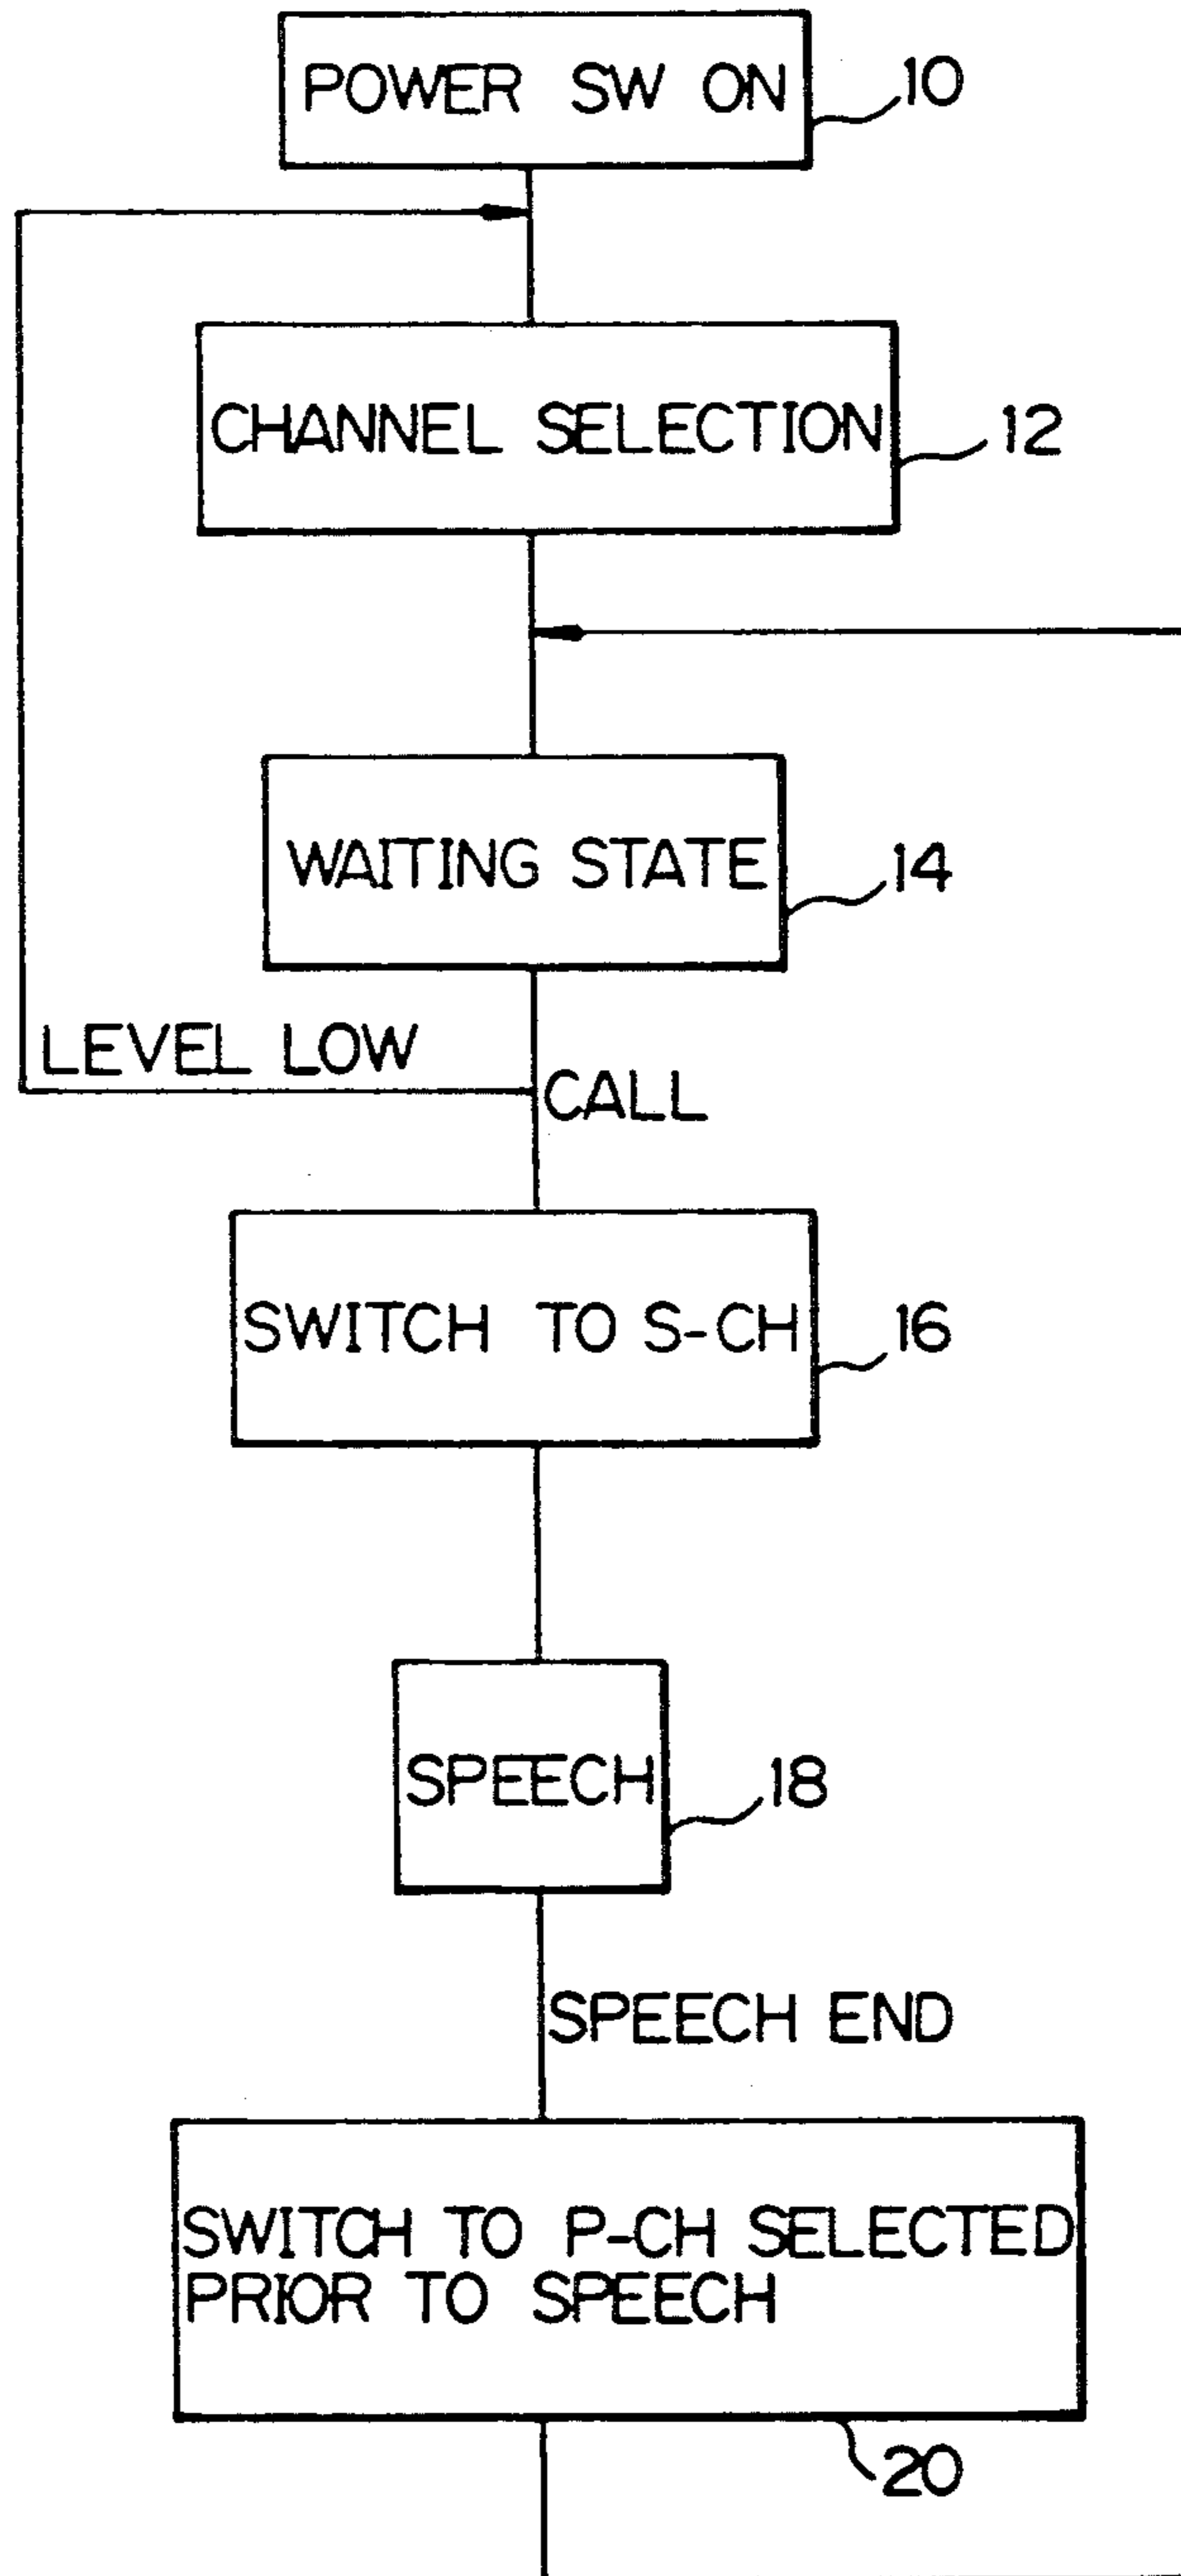 POWER SW ON
10
CHANNEL SELECTION
12
WAITING STATE
14
LEVEL LOW
CALL
SWITCH TO S-CH
16
SPEECH
18
SPEECH END
SWITCH TO P-CH SELECTED
PRIOR TO SPEECH
20